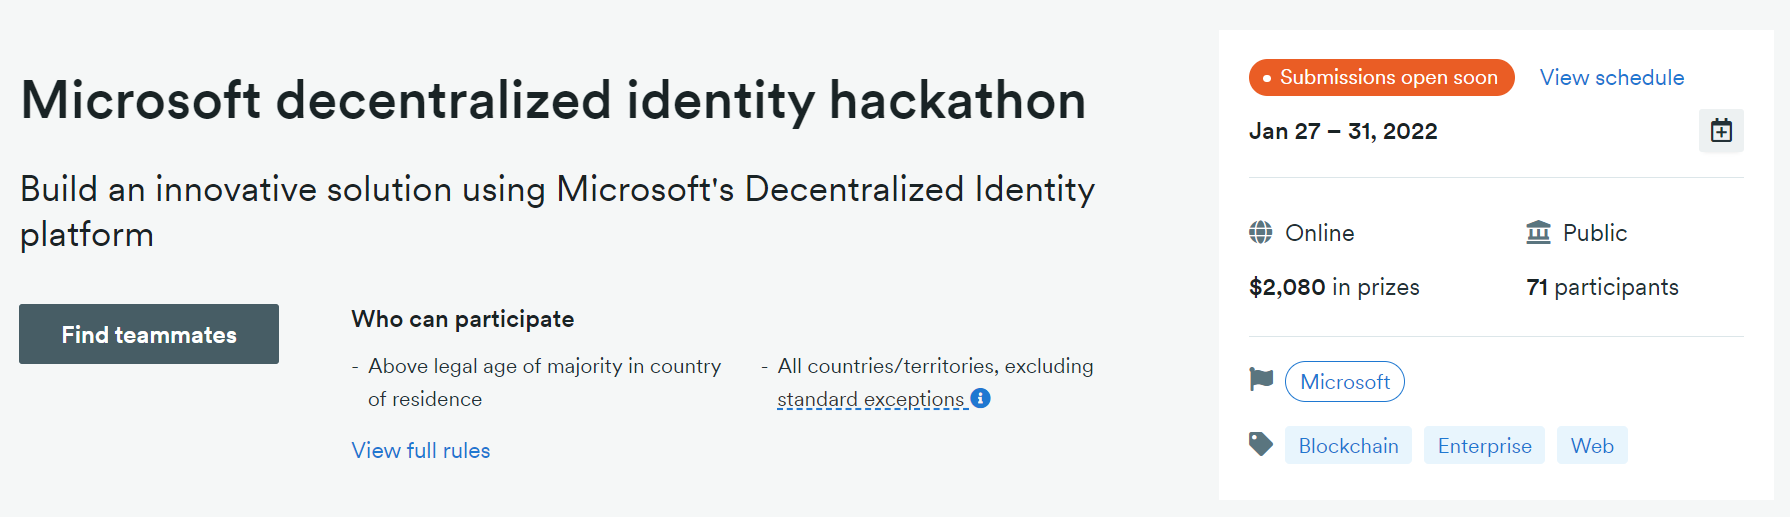 Microsoft decentralized identity hackathon
Build an innovative solution using Microsoft's Decentralized Identity
platform
Find teammates
Who can participate
- Above legal age of majority in country
of residence
- All countries/territories, excluding
standard exceptions
View full rules
Submissions open soon
View schedule
Jan 27 – 31, 2022
Online
Public
$2,080 in prizes
71 participants
Microsoft
Blockchain
Enterprise
Web